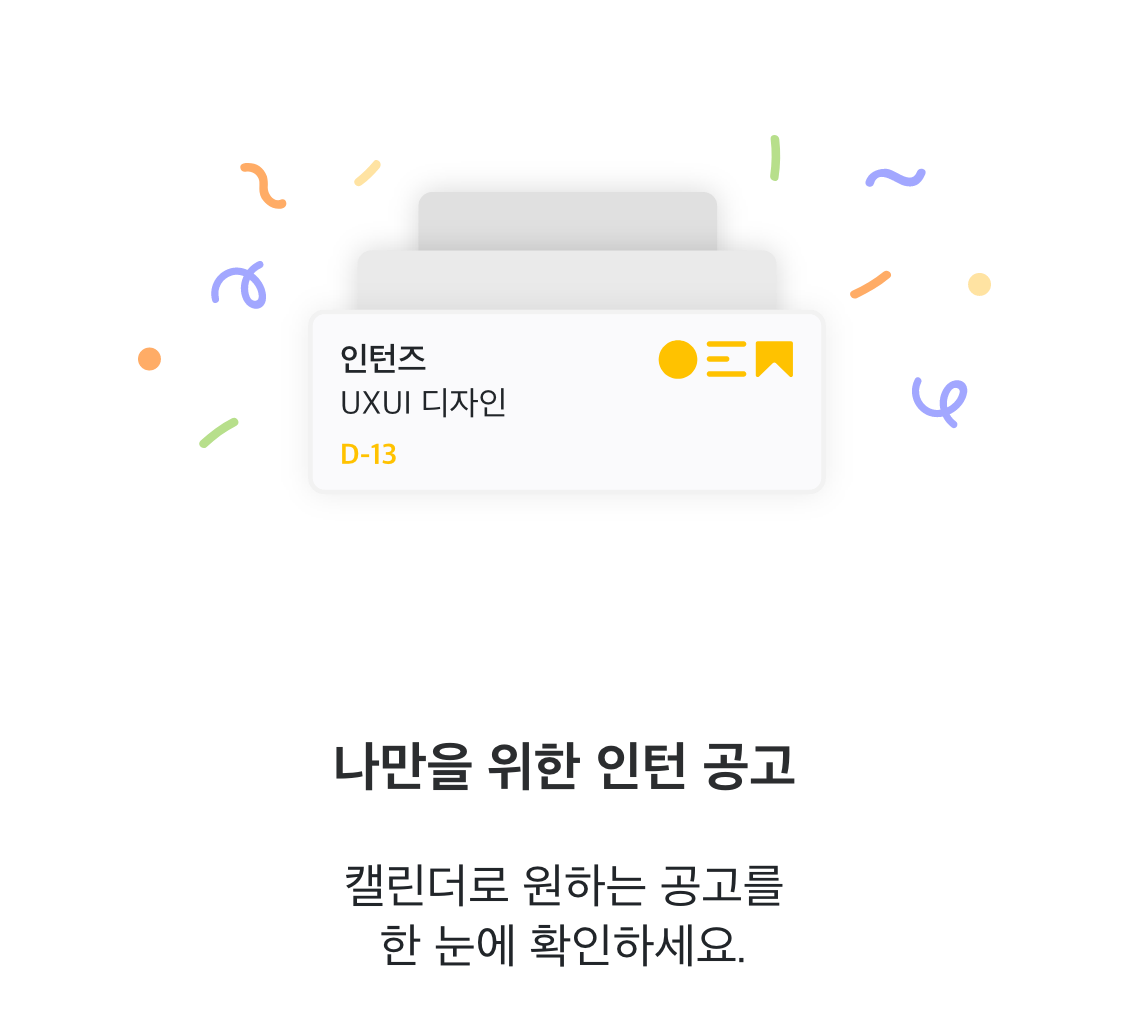 인턴즈
UXUI 디자인
D-13
나만을 위한 인턴 공고
캘린더로 원하는 공고를
한 눈에 확인하세요.